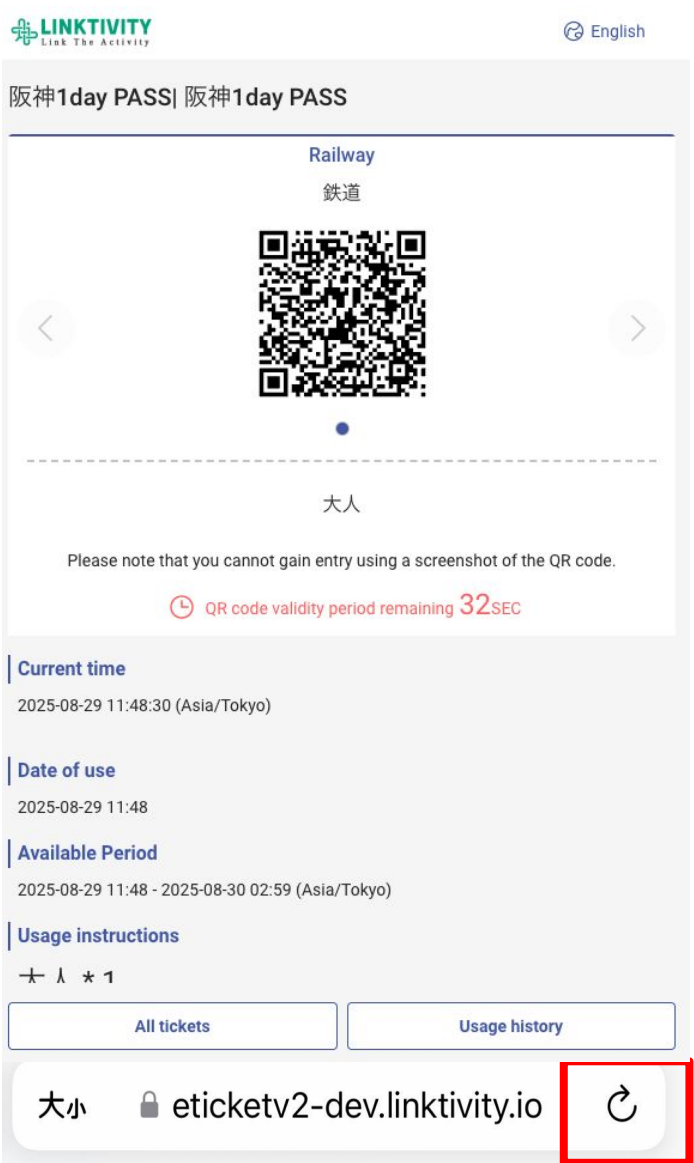 LINKTIVITY
Link The Activity
English
阪神1day PASS| 阪神1day PASS
Railway
鉄道
大人
Please note that you cannot gain entry using a screenshot of the QR code.
QR code validity period remaining 32SEC
Current time
2025-08-29 11:48:30 (Asia/Tokyo)
Date of use
2025-08-29 11:48
Available Period
2025-08-29 11:48 - 2025-08-30 02:59 (Asia/Tokyo)
Usage instructions
大人 * 1
All tickets
Usage history
大小 eticketv2-dev.linktivity.io